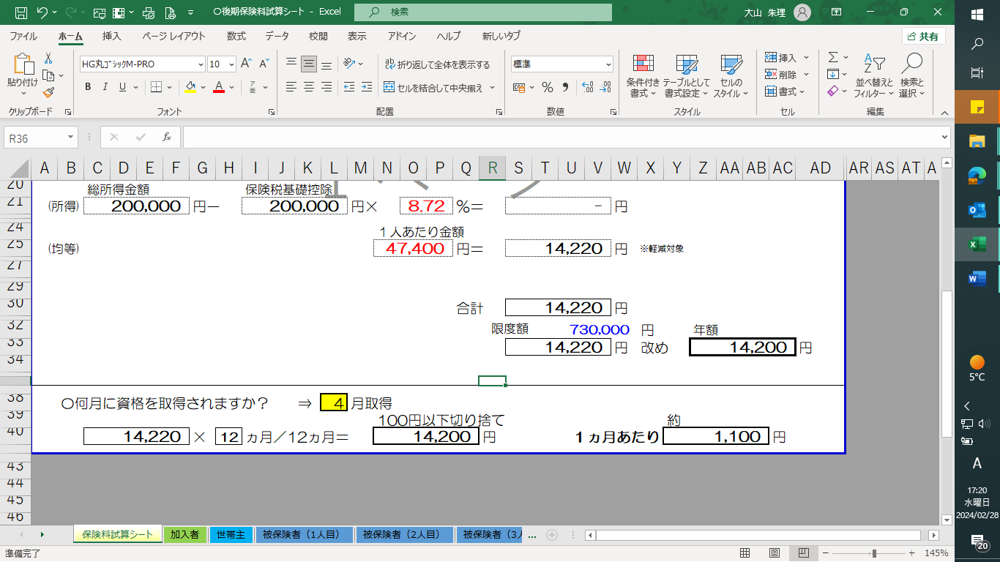 〇後期保険料試算シート - Excel
検索
大山 朱理
ファイル ホーム 挿入 ページ レイアウト 数式 データ 校閲 表示 アドイン ヘルプ 新しいタブ
共有
貼り付け
HG丸ｺﾞｼｯｸM-PRO 10
B I U
ア
亜
折り返して全体を表示する
セルを結合して中央揃え
標準
条件付き
書式
テーブルとして
書式設定
セルの
スタイル
挿入
削除
書式
並べ替えと
フィルター
検索と
選択
クリップボード フォント 配置 数値 スタイル セル 編集
R36
fx
A B C D E F G H I J K L M N O P Q R S T U V W X Y Z AA AB AC AD AR AS AT A
20 総所得金額 保険税基礎控除
21 (所得) 200,000 円－ 200,000 円× 8.72 %＝ － 円
24 １人あたり金額
25 (均等) 47,400 円＝ 14,220 円 ※軽減対象
27
29
30 合計 14,220 円
32 限度額 730,000 円 年額
33 14,220 円 改め 14,200 円
34
38 〇何月に資格を取得されますか？ ⇒ 4 月取得
39 100円以下切り捨て 約
40 14,220 × 12 ヵ月／12ヵ月＝ 14,200 円 １ヵ月あたり 1,100 円
43
44
45
46
保険料試算シート 加入者 世帯主 被保険者（1人目） 被保険者（2人目） 被保険者（3人 ...
準備完了
145%
5°C
A
17:20
水曜日
2024/02/28
20